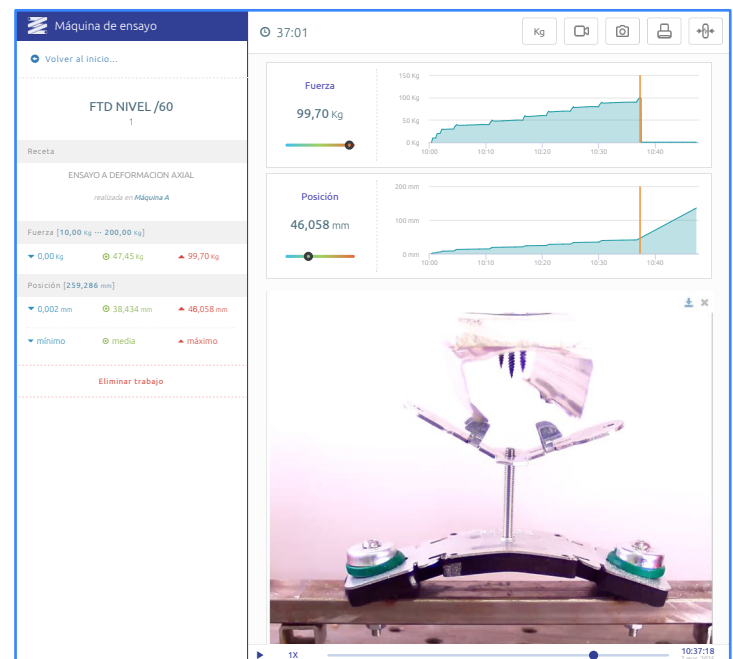 Máquina de ensayo
Volver al inicio...
FTD NIVEL /60
1
Receta
ENSAYO A DEFORMACION AXIAL
realizada en Máquina A
Fuerza [10,00 Kg ··· 200,00 Kg]
0,00 Kg 47,45 Kg 99,70 Kg
Posición [259,286 mm]
0,002 mm 38,434 mm 46,058 mm
mínimo media máximo
Eliminar trabajo
37:01
Kg
Fuerza
99,70 Kg
150 Kg
100 Kg
50 Kg
0 Kg
10:00 10:10 10:20 10:30 10:40
Posición
46,058 mm
200 mm
100 mm
0 mm
10:00 10:10 10:20 10:30 10:40
1X
10:37:18